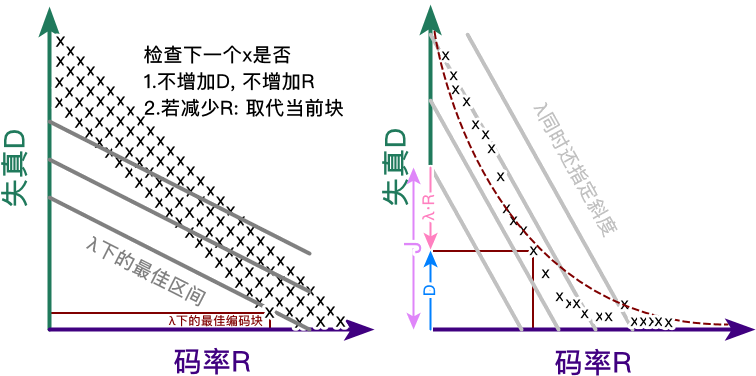 检查下一个x是否
1.不增加D, 不增加R
2.若减少R: 取代当前块
失真D
λ下的最佳区间
λ下的最佳编码块
码率R
失真D
λ同时还指定斜度
λ·R
J
D
码率R